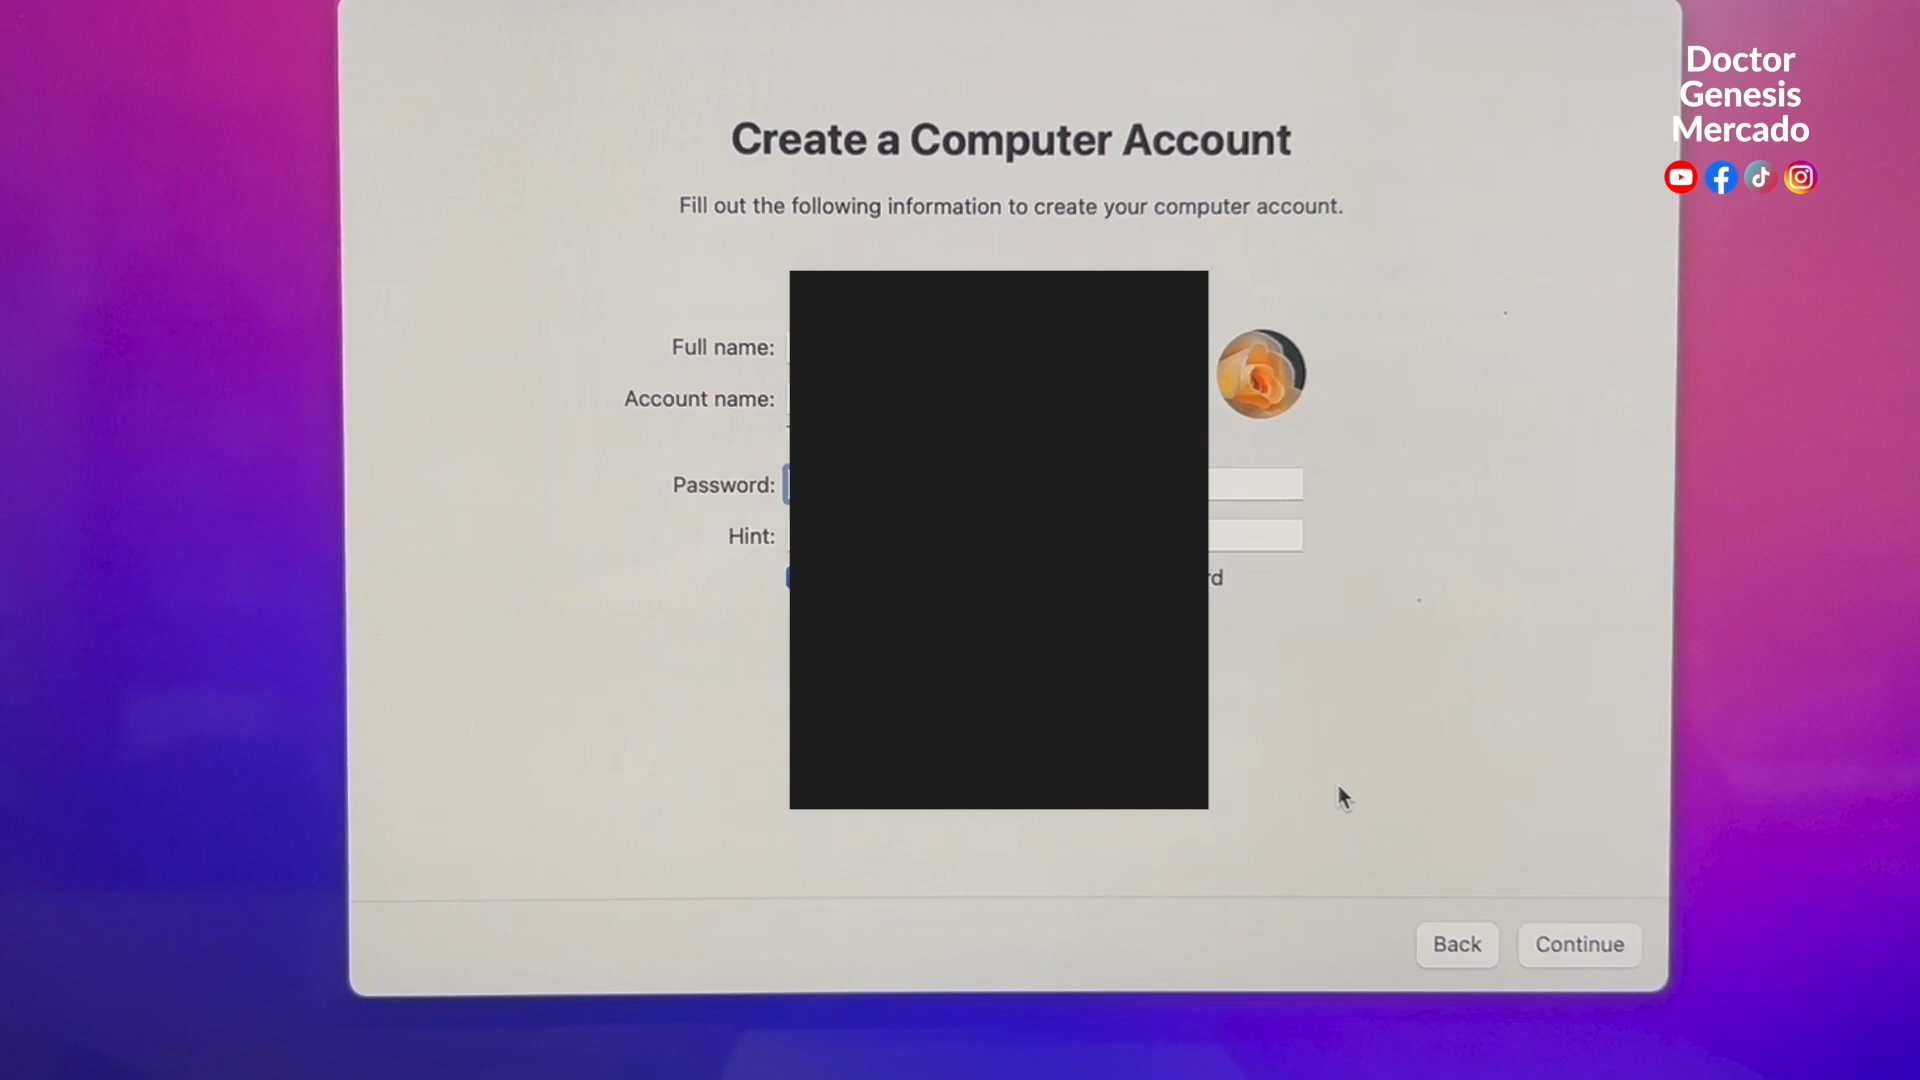 Doctor
Genesis
Mercado
Create a Computer Account
Fill out the following information to create your computer account.
Full name:
Account name:
Password:
Hint:
Back
Continue